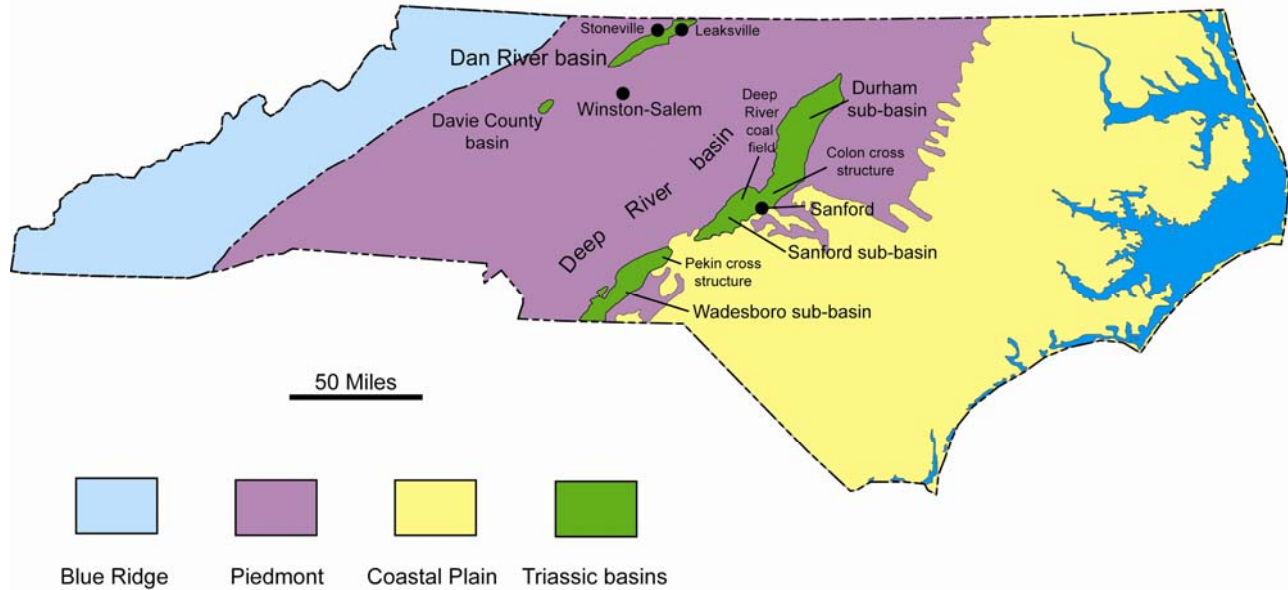 Stoneville
Leaksville
Dan River basin
Winston-Salem
Davie County
basin
Deep
River
coal
field
Durham
sub-basin
Colon cross
structure
Deep River basin
Sanford
Sanford sub-basin
Pekin cross
structure
Wadesboro sub-basin
50 Miles
Blue Ridge
Piedmont
Coastal Plain
Triassic basins